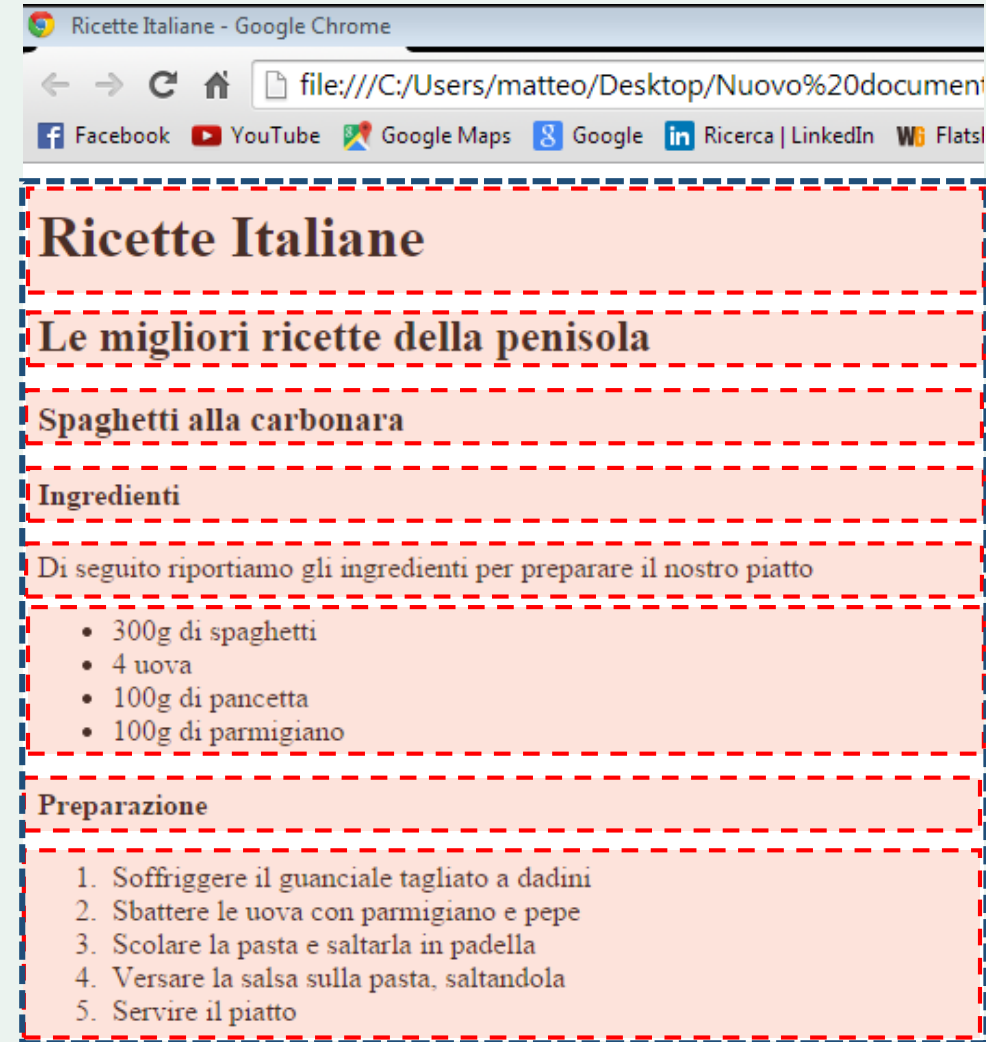 Ricette Italiane - Google Chrome
file:///C:/Users/matteo/Desktop/Nuovo%20document
Facebook YouTube Google Maps Google Ricerca | LinkedIn Flats
Ricette Italiane
Le migliori ricette della penisola
Spaghetti alla carbonara
Ingredienti
Di seguito riportiamo gli ingredienti per preparare il nostro piatto
• 300g di spaghetti
• 4 uova
• 100g di pancetta
• 100g di parmigiano
Preparazione
1. Soffriggere il guanciale tagliato a dadini
2. Sbattere le uova con parmigiano e pepe
3. Scolare la pasta e saltarla in padella
4. Versare la salsa sulla pasta, saltandola
5. Servire il piatto